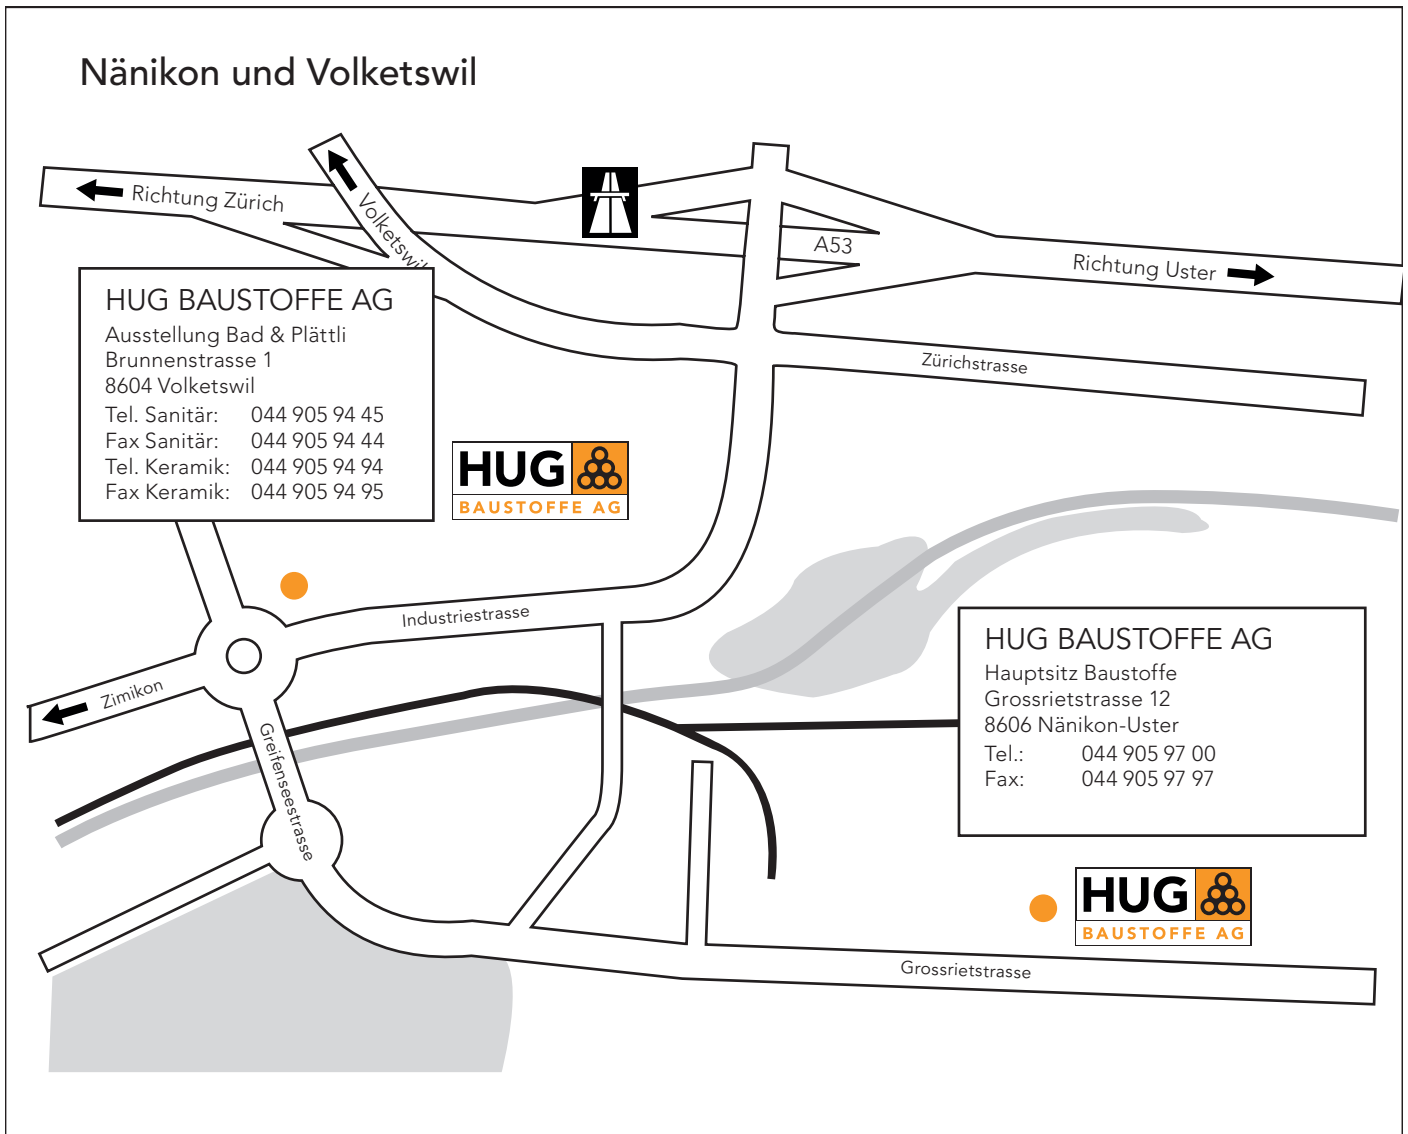 Nänikon und Volketswil
Richtung Zürich
Volketswil
A53
Richtung Uster
HUG BAUSTOFFE AG
Ausstellung Bad & Plättli
Brunnenstrasse 1
8604 Volketswil
Tel. Sanitär: 044 905 94 45
Fax Sanitär: 044 905 94 44
Tel. Keramik: 044 905 94 94
Fax Keramik: 044 905 94 95
Zürichstrasse
HUG
BAUSTOFFE AG
Industriestrasse
Zimikon
Greifenseestrasse
HUG BAUSTOFFE AG
Hauptsitz Baustoffe
Grossrietstrasse 12
8606 Nänikon-Uster
Tel.: 044 905 97 00
Fax: 044 905 97 97
HUG
BAUSTOFFE AG
Grossrietstrasse